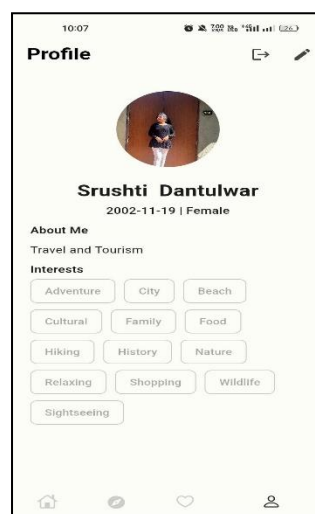 10:07
Profile
Srushti Dantulwar
2002-11-19 | Female
About Me
Travel and Tourism
Interests
Adventure City Beach
Cultural Family Food
Hiking History Nature
Relaxing Shopping Wildlife
Sightseeing